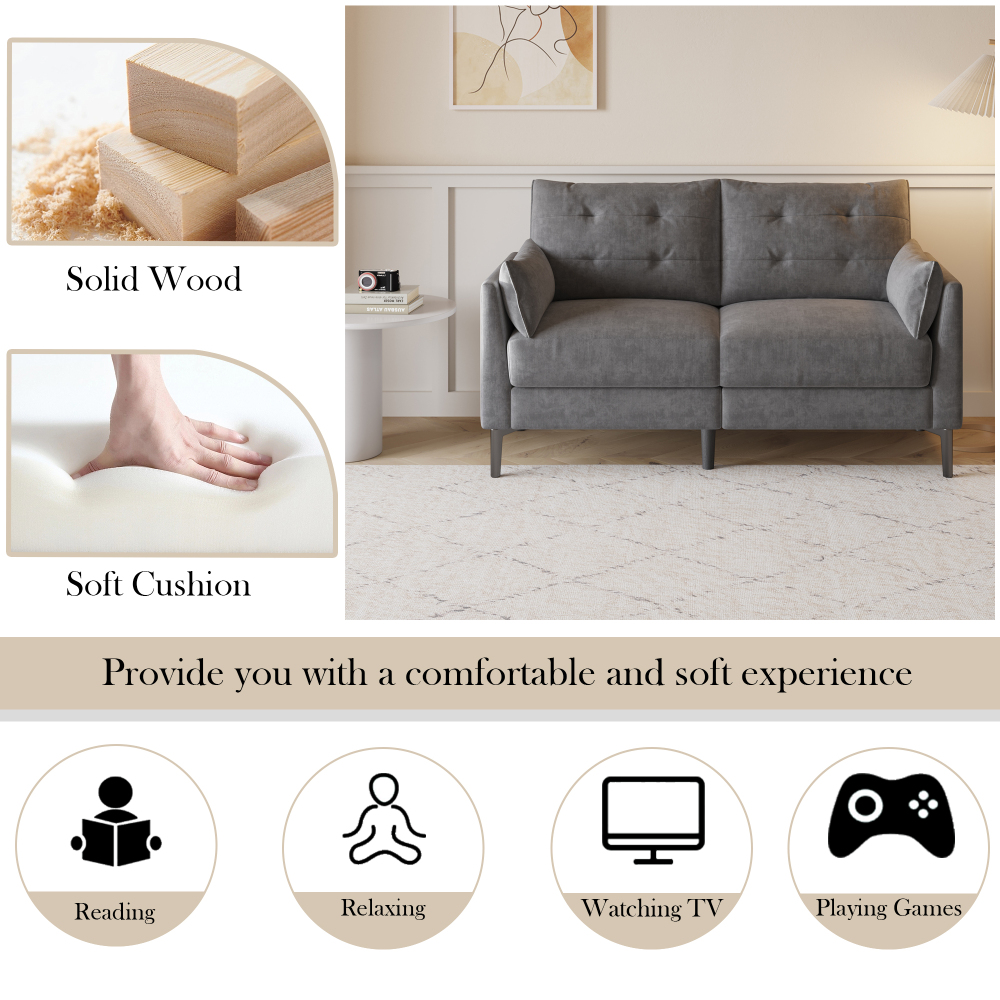 Solid Wood
Soft Cushion
Provide you with a comfortable and soft experience
Reading
Relaxing
Watching TV
Playing Games